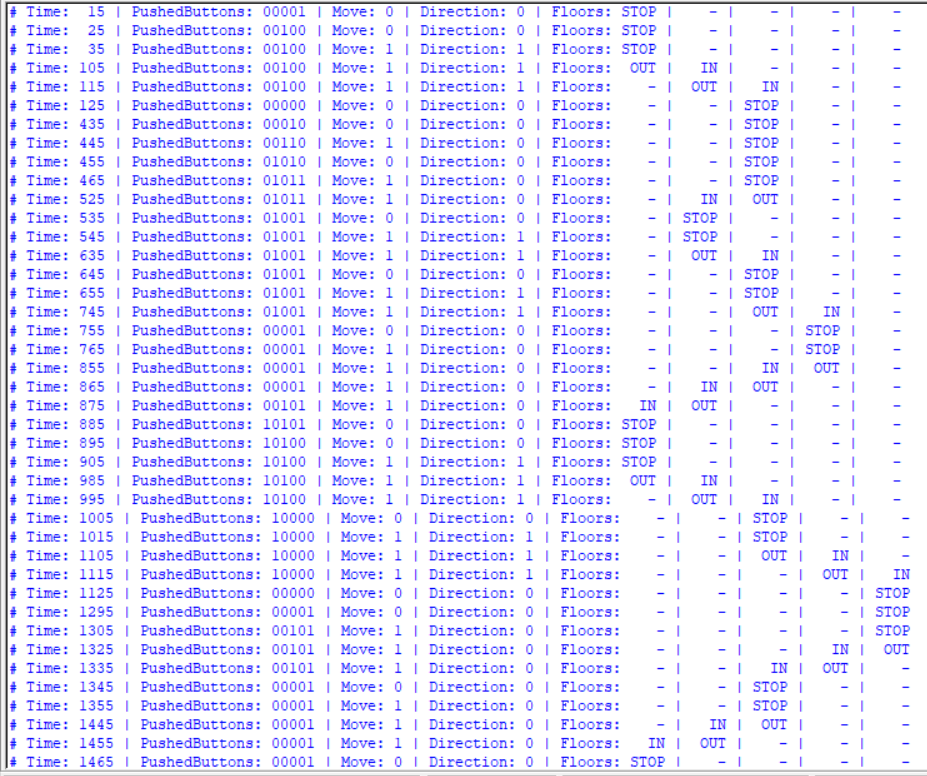 # Time:  15 | PushedButtons: 00001 | Move: 0 | Direction: 0 | Floors: STOP |    - |    - |    - |    -
# Time:  25 | PushedButtons: 00100 | Move: 0 | Direction: 0 | Floors: STOP |    - |    - |    - |    -
# Time:  35 | PushedButtons: 00100 | Move: 1 | Direction: 1 | Floors: STOP |    - |    - |    - |    -
# Time: 105 | PushedButtons: 00100 | Move: 1 | Direction: 1 | Floors:  OUT |   IN |    - |    - |    -
# Time: 115 | PushedButtons: 00100 | Move: 1 | Direction: 1 | Floors:    - |  OUT |   IN |    - |    -
# Time: 125 | PushedButtons: 00000 | Move: 0 | Direction: 0 | Floors:    - |    - | STOP |    - |    -
# Time: 435 | PushedButtons: 00010 | Move: 0 | Direction: 0 | Floors:    - |    - | STOP |    - |    -
# Time: 445 | PushedButtons: 00110 | Move: 1 | Direction: 0 | Floors:    - |    - | STOP |    - |    -
# Time: 455 | PushedButtons: 01010 | Move: 0 | Direction: 0 | Floors:    - |    - | STOP |    - |    -
# Time: 465 | PushedButtons: 01011 | Move: 1 | Direction: 0 | Floors:    - |    - | STOP |    - |    -
# Time: 525 | PushedButtons: 01011 | Move: 1 | Direction: 0 | Floors:    - |   IN |  OUT |    - |    -
# Time: 535 | PushedButtons: 01001 | Move: 0 | Direction: 0 | Floors:    - | STOP |    - |    - |    -
# Time: 545 | PushedButtons: 01001 | Move: 1 | Direction: 1 | Floors:    - | STOP |    - |    - |    -
# Time: 635 | PushedButtons: 01001 | Move: 1 | Direction: 1 | Floors:    - |  OUT |   IN |    - |    -
# Time: 645 | PushedButtons: 01001 | Move: 0 | Direction: 0 | Floors:    - |    - | STOP |    - |    -
# Time: 655 | PushedButtons: 01001 | Move: 1 | Direction: 1 | Floors:    - |    - | STOP |    - |    -
# Time: 745 | PushedButtons: 01001 | Move: 1 | Direction: 1 | Floors:    - |    - |  OUT |   IN |    -
# Time: 755 | PushedButtons: 00001 | Move: 0 | Direction: 0 | Floors:    - |    - |    - | STOP |    -
# Time: 765 | PushedButtons: 00001 | Move: 1 | Direction: 0 | Floors:    - |    - |    - | STOP |    -
# Time: 855 | PushedButtons: 00001 | Move: 1 | Direction: 0 | Floors:    - |    - |   IN |  OUT |    -
# Time: 865 | PushedButtons: 00001 | Move: 1 | Direction: 0 | Floors:    - |   IN |  OUT |    - |    -
# Time: 875 | PushedButtons: 00101 | Move: 1 | Direction: 0 | Floors:   IN |  OUT |    - |    - |    -
# Time: 885 | PushedButtons: 10101 | Move: 0 | Direction: 0 | Floors: STOP |    - |    - |    - |    -
# Time: 895 | PushedButtons: 10100 | Move: 0 | Direction: 0 | Floors: STOP |    - |    - |    - |    -
# Time: 905 | PushedButtons: 10100 | Move: 1 | Direction: 1 | Floors: STOP |    - |    - |    - |    -
# Time: 985 | PushedButtons: 10100 | Move: 1 | Direction: 1 | Floors:  OUT |   IN |    - |    - |    -
# Time: 995 | PushedButtons: 10100 | Move: 1 | Direction: 1 | Floors:    - |  OUT |   IN |    - |    -
# Time: 1005 | PushedButtons: 10000 | Move: 0 | Direction: 0 | Floors:    - |    - | STOP |    - |    -
# Time: 1015 | PushedButtons: 10000 | Move: 1 | Direction: 1 | Floors:    - |    - | STOP |    - |    -
# Time: 1105 | PushedButtons: 10000 | Move: 1 | Direction: 1 | Floors:    - |    - |  OUT |   IN |    -
# Time: 1115 | PushedButtons: 10000 | Move: 1 | Direction: 1 | Floors:    - |    - |    - |  OUT |   IN
# Time: 1125 | PushedButtons: 00000 | Move: 0 | Direction: 0 | Floors:    - |    - |    - |    - | STOP
# Time: 1295 | PushedButtons: 00001 | Move: 0 | Direction: 0 | Floors:    - |    - |    - |    - | STOP
# Time: 1305 | PushedButtons: 00101 | Move: 1 | Direction: 0 | Floors:    - |    - |    - |    - | STOP
# Time: 1325 | PushedButtons: 00101 | Move: 1 | Direction: 0 | Floors:    - |    - |    - |   IN |  OUT
# Time: 1335 | PushedButtons: 00101 | Move: 1 | Direction: 0 | Floors:    - |    - |   IN |  OUT |    -
# Time: 1345 | PushedButtons: 00001 | Move: 0 | Direction: 0 | Floors:    - |    - | STOP |    - |    -
# Time: 1355 | PushedButtons: 00001 | Move: 1 | Direction: 0 | Floors:    - |    - | STOP |    - |    -
# Time: 1445 | PushedButtons: 00001 | Move: 1 | Direction: 0 | Floors:    - |   IN |  OUT |    - |    -
# Time: 1455 | PushedButtons: 00001 | Move: 1 | Direction: 0 | Floors:   IN |  OUT |    - |    - |    -
# Time: 1465 | PushedButtons: 00001 | Move: 0 | Direction: 0 | Floors: STOP |    - |    - |    - |    -